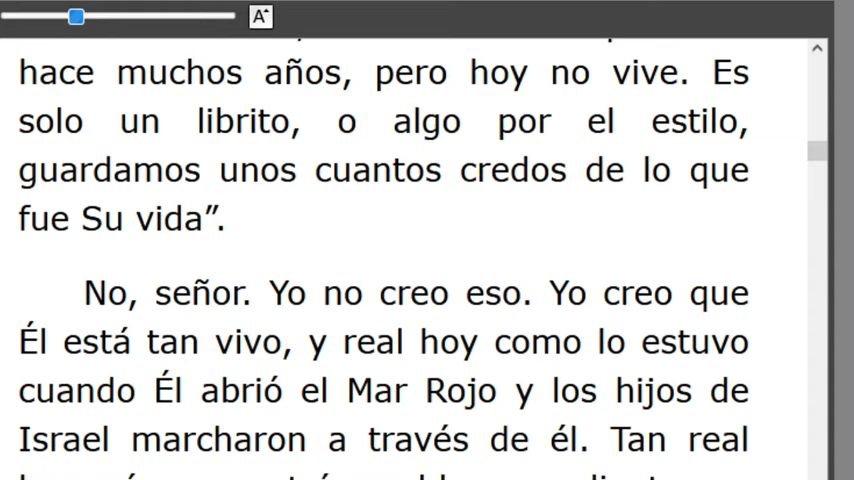 A
hace muchos años, pero hoy no vive. Es
solo un librito, o algo por el estilo,
guardamos unos cuantos credos de lo que
fue Su vida”.
No, señor. Yo no creo eso. Yo creo que
Él está tan vivo, y real hoy como lo estuvo
cuando Él abrió el Mar Rojo y los hijos de
Israel marcharon a través de él. Tan real